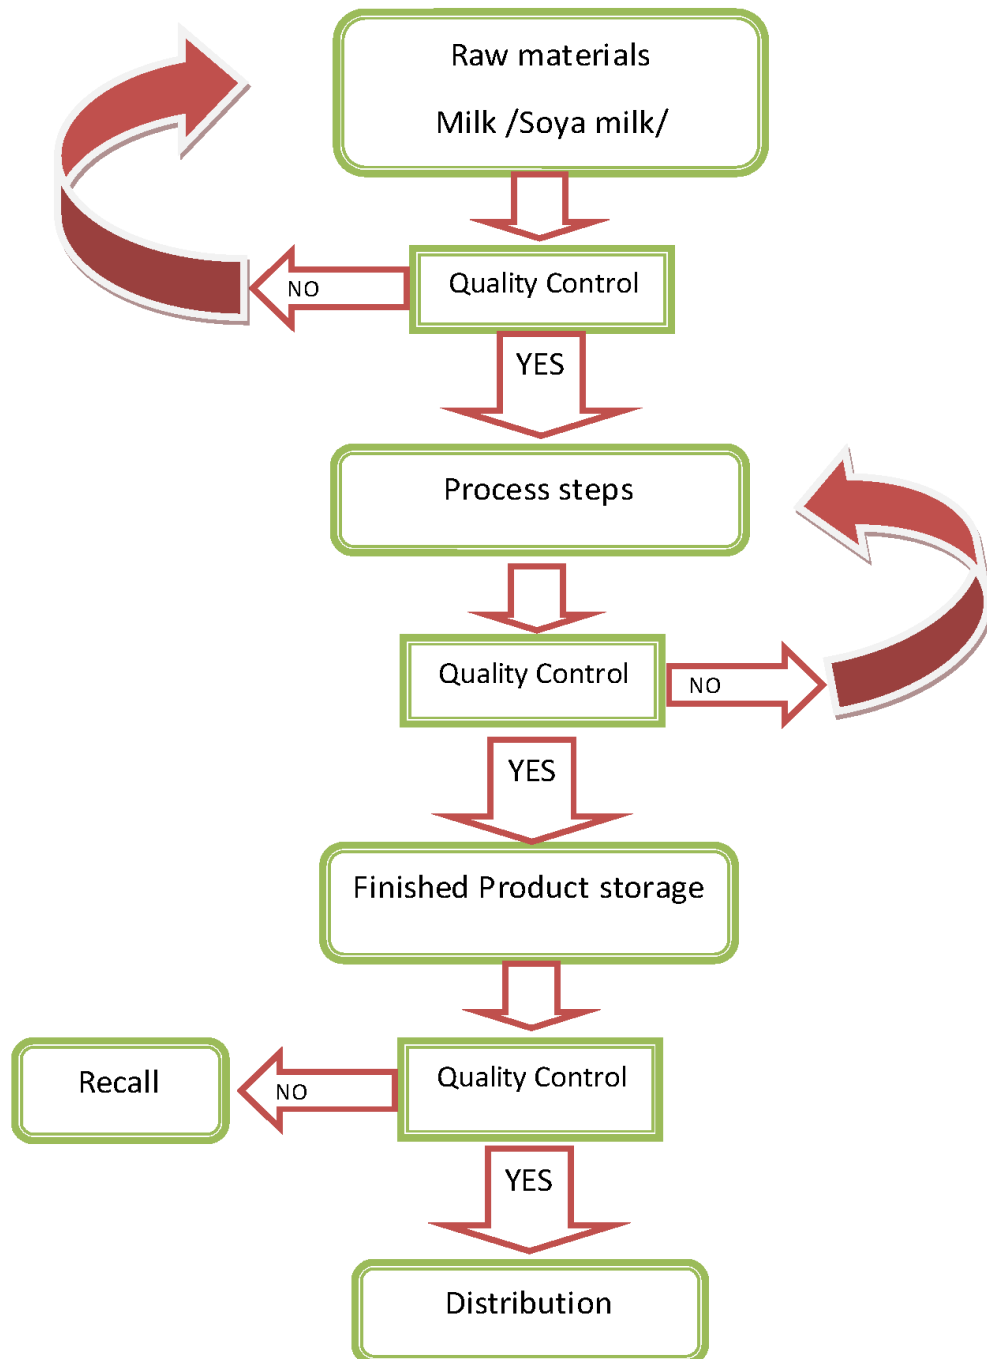 Raw materials
Milk /Soya milk/
Quality Control
NO
YES
Process steps
Quality Control
NO
YES
Finished Product storage
Quality Control
NO
Recall
YES
Distribution